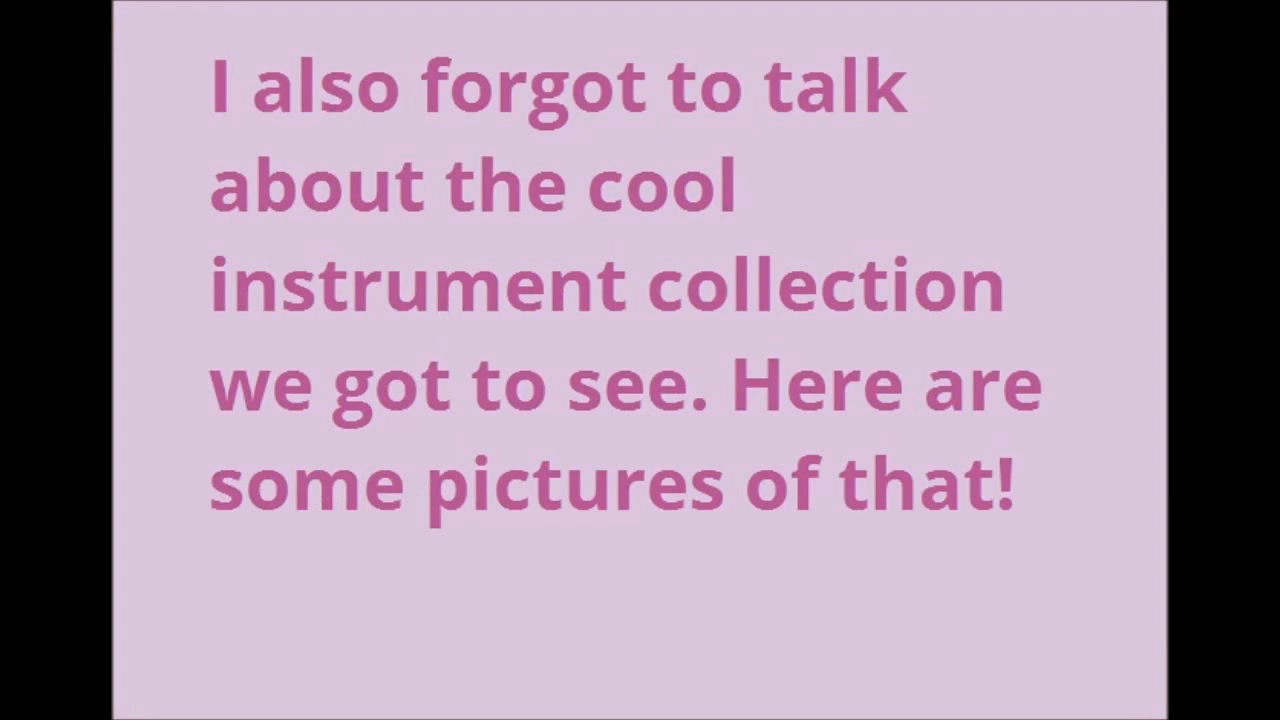 I also forgot to talk
about the cool
instrument collection
we got to see. Here are
some pictures of that!